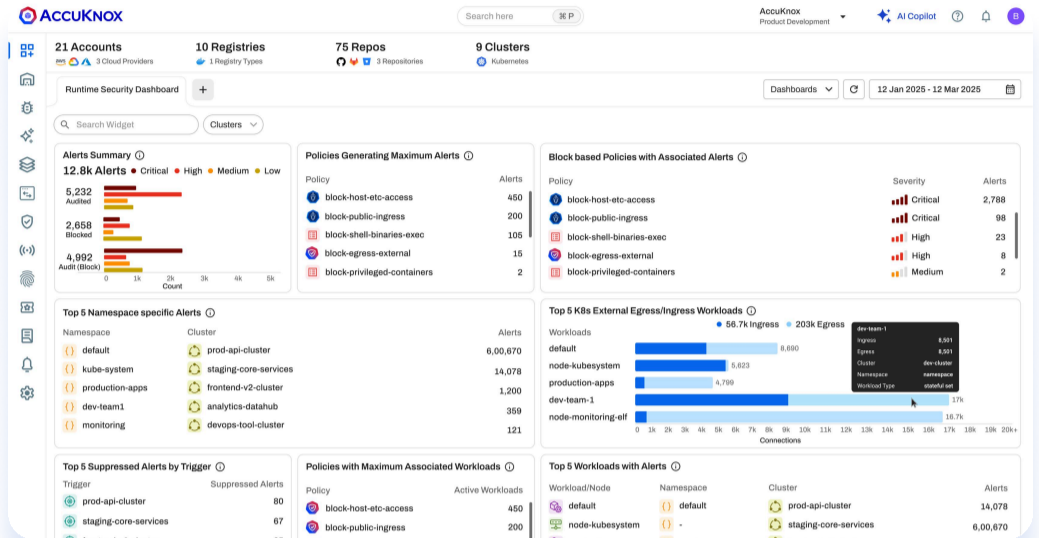 ACCUKNOX
Search here
⌘ P
AccuKnox
Product Development
AI Copilot
B
21 Accounts
10 Registries
75 Repos
9 Clusters
aws
3 Cloud Providers
1 Registry Types
3 Repositories
Kubernetes
Runtime Security Dashboard
+
Dashboards
12 Jan 2025 - 12 Mar 2025
Search Widget
Clusters
Alerts Summary
12.8k Alerts
Critical
High
Medium
Low
5,232
Audited
2,658
Blocked
4,992
Audit (Block)
0 1k 2k 3k 4k 5k
Count
Policies Generating Maximum Alerts
Policy Alerts
block-host-etc-access 450
block-public-ingress 200
block-shell-binaries-exec 105
block-egress-external 15
block-privileged-containers 2
Block based Policies with Associated Alerts
Policy Severity Alerts
block-host-etc-access Critical 2,788
block-public-ingress Critical 98
block-shell-binaries-exec High 23
block-egress-external High 8
block-privileged-containers Medium 2
Top 5 Namespace specific Alerts
Namespace Cluster Alerts
default prod-api-cluster 6,00,670
kube-system staging-core-services 14,078
production-apps frontend-v2-cluster 1,200
dev-team1 analytics-datahub 359
monitoring devops-tool-cluster 121
Top 5 K8s External Egress/Ingress Workloads
56.7k Ingress 203k Egress
Workloads
default 8,690
node-kubesystem 5,623
production-apps 4,799
dev-team-1 17k
node-monitoring-elf 16.7k
0 1k 2k 3k 4k 5k 6k 7k 8k 9k 10k 11k 12k 13k 14k 15k 16k 17k 18k 19k 20k+
Connections
dev-team-1
Ingress 8,501
Egress 8,501
Cluster dev-cluster
Namespace namespace
Workload Type stateful set
Top 5 Suppressed Alerts by Trigger
Trigger Suppressed Alerts
prod-api-cluster 80
staging-core-services 67
Policies with Maximum Associated Workloads
Policy Active Workloads
block-host-etc-access 450
block-public-ingress 200
Top 5 Workloads with Alerts
Workload/Node Namespace Cluster Alerts
default default prod-api-cluster 14,078
node-kubesystem - staging-core-services 6,00,670